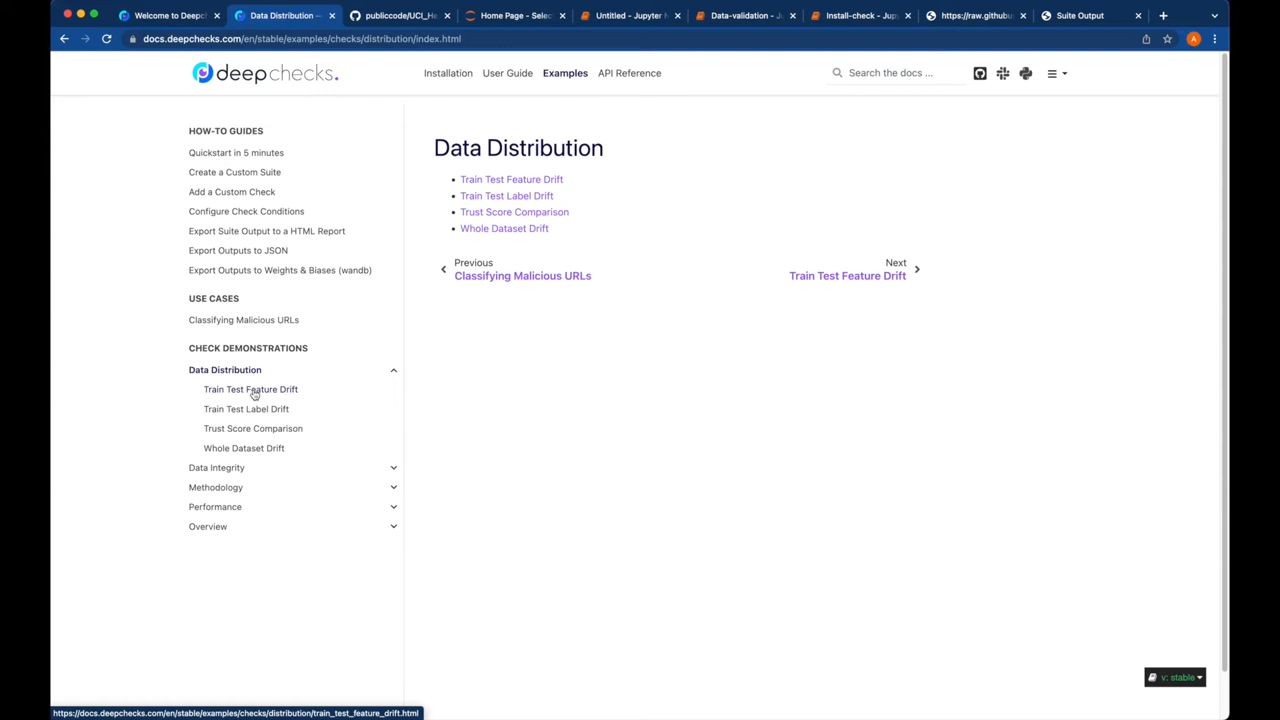 Welcome to Deepc
Data Distribution —
publiccode/UCI_He
Home Page - Selec
Untitled - Jupyter N
Data-validation - J
Install-check - Jup
https://raw.githubu
Suite Output
docs.deepchecks.com/en/stable/examples/checks/distribution/index.html
A
deepchecks.
Installation
User Guide
Examples
API Reference
Search the docs ...
HOW-TO GUIDES
Quickstart in 5 minutes
Create a Custom Suite
Add a Custom Check
Configure Check Conditions
Export Suite Output to a HTML Report
Export Outputs to JSON
Export Outputs to Weights & Biases (wandb)
USE CASES
Classifying Malicious URLs
CHECK DEMONSTRATIONS
Data Distribution
Train Test Feature Drift
Train Test Label Drift
Trust Score Comparison
Whole Dataset Drift
Data Integrity
Methodology
Performance
Overview
Data Distribution
Train Test Feature Drift
Train Test Label Drift
Trust Score Comparison
Whole Dataset Drift
Previous
Classifying Malicious URLs
Next
Train Test Feature Drift
v: stable
https://docs.deepchecks.com/en/stable/examples/checks/distribution/train_test_feature_drift.html